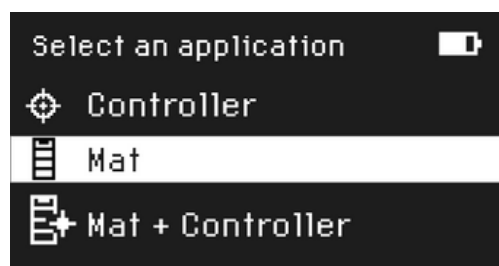 Select an application
Controller
Mat
Mat + Controller